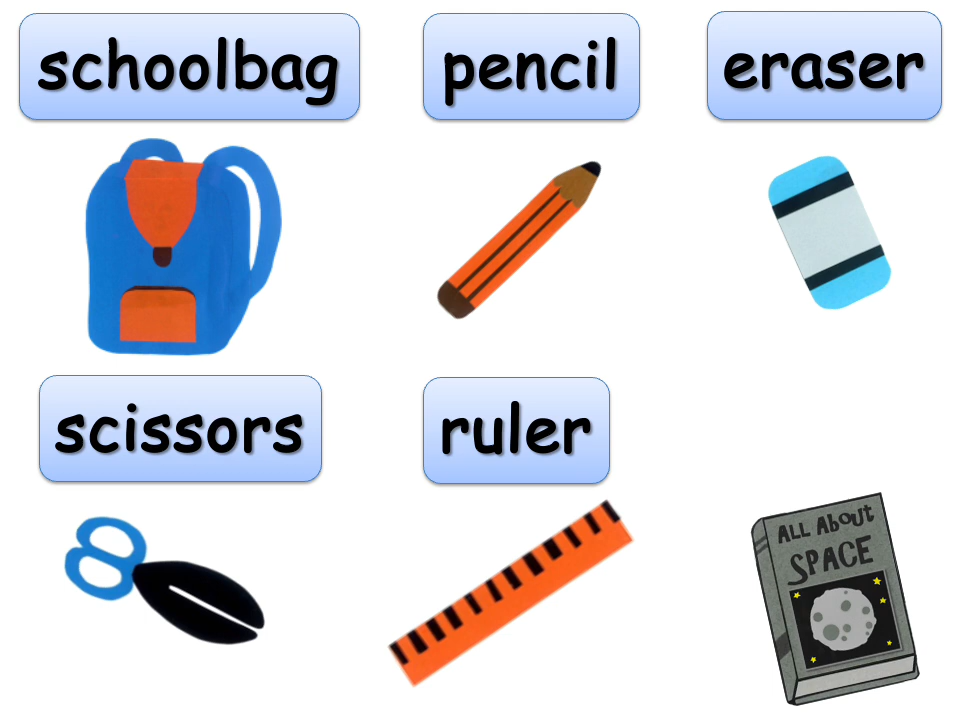 schoolbag
pencil
eraser
scissors
ruler
ALL ABOUT
SPACE